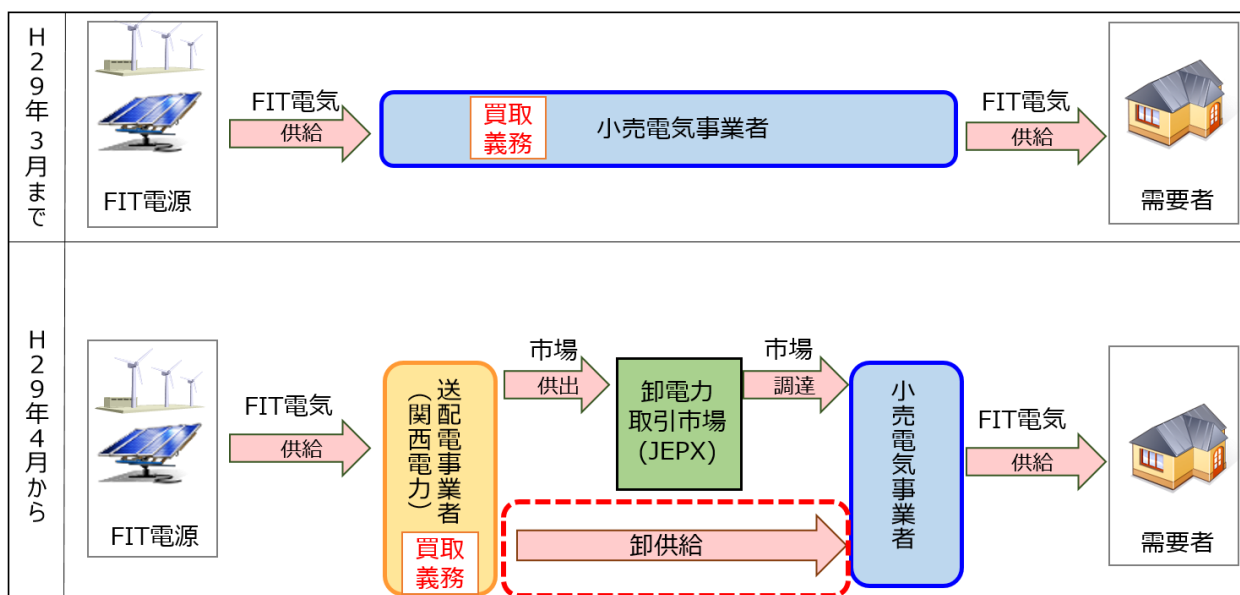 H29年3月まで
FIT電源
FIT電気
供給
買取
義務
小売電気事業者
FIT電気
供給
需要者
H29年4月から
FIT電源
FIT電気
供給
送配電事業者
(関西電力)
買取
義務
市場
供出
卸電力
取引市場
(JEPX)
市場
調達
卸供給
小売電気事業者
FIT電気
供給
需要者